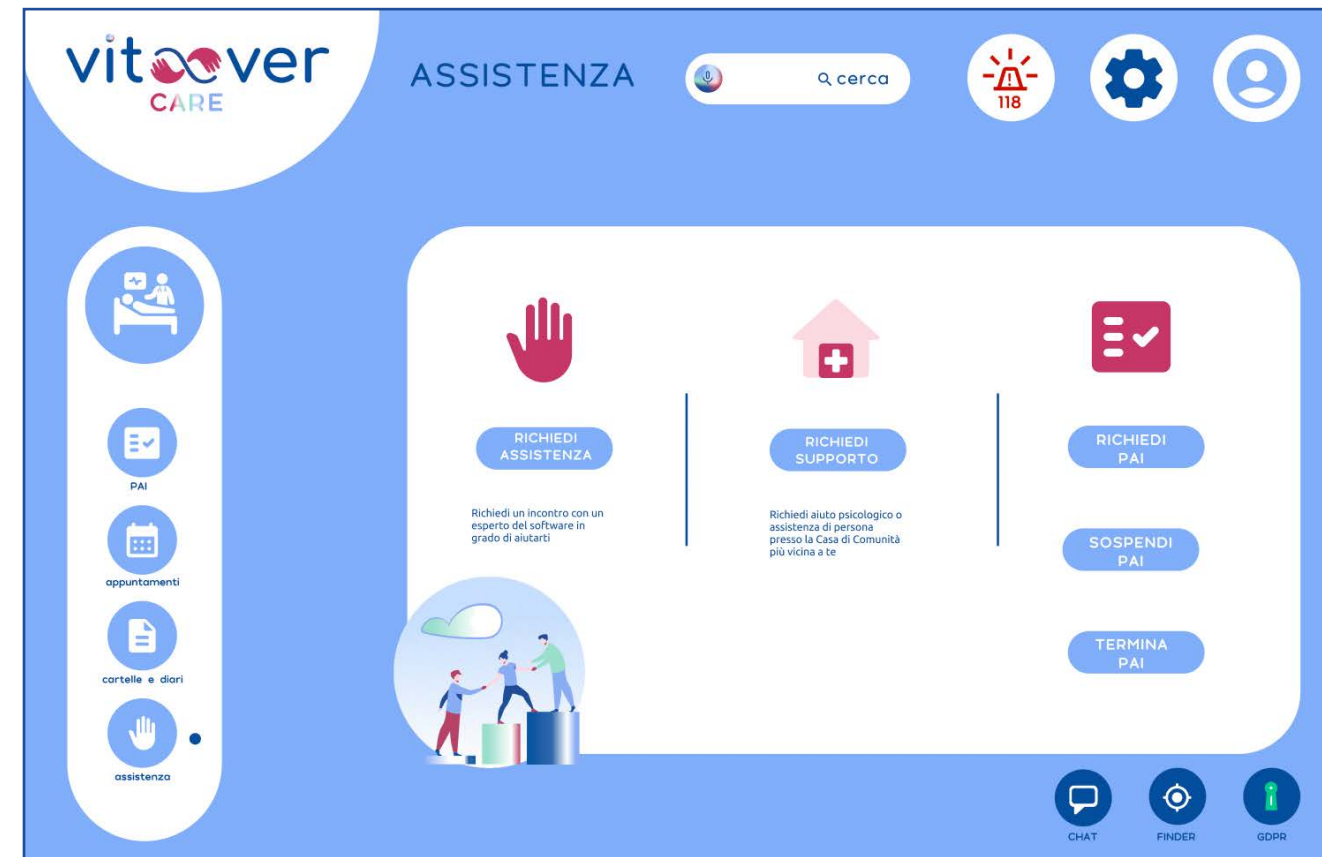 vitover
CARE
ASSISTENZA
cerca
118
PAI
appuntamenti
cartelle e diari
assistenza
RICHIEDI
ASSISTENZA
Richiedi un incontro con un
esperto del software in
grado di aiutarti
RICHIEDI
SUPPORTO
Richiedi aiuto psicologico o
assistenza di persona
presso la Casa di Comunità
più vicina a te
RICHIEDI
PAI
SOSPENDI
PAI
TERMINA
PAI
CHAT
FINDER
GDPR